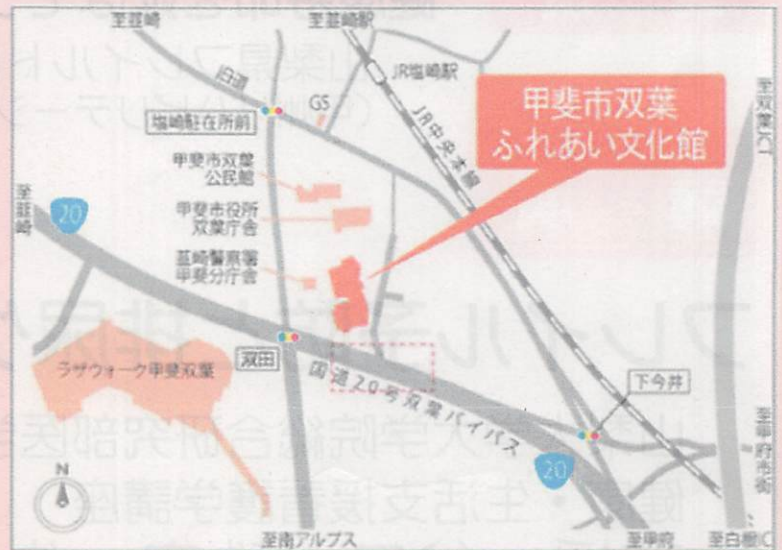 至韮崎
至韮崎駅
旧道
GS
JR塩崎駅
JR中央本線
塩崎駐在所前
甲斐市双葉
ふれあい文化館
至双葉JCT
甲斐市双葉
公民館
甲斐市役所
双葉庁舎
韮崎警察署
甲斐分庁舎
至韮崎
20
ラザウォーク甲斐双葉
双田
国道20号双葉バイパス
下今井
20
至甲府市街
N
至南アルプス
至甲府
至白根IC